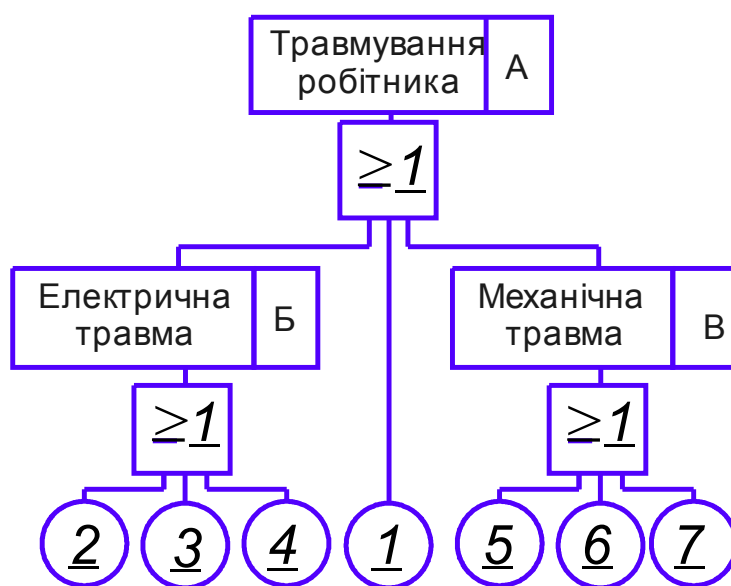 Травмування
робітника
А
≥1
Електрична
травма
Б
Механічна
травма
В
≥1
≥1
2
3
4
1
5
6
7